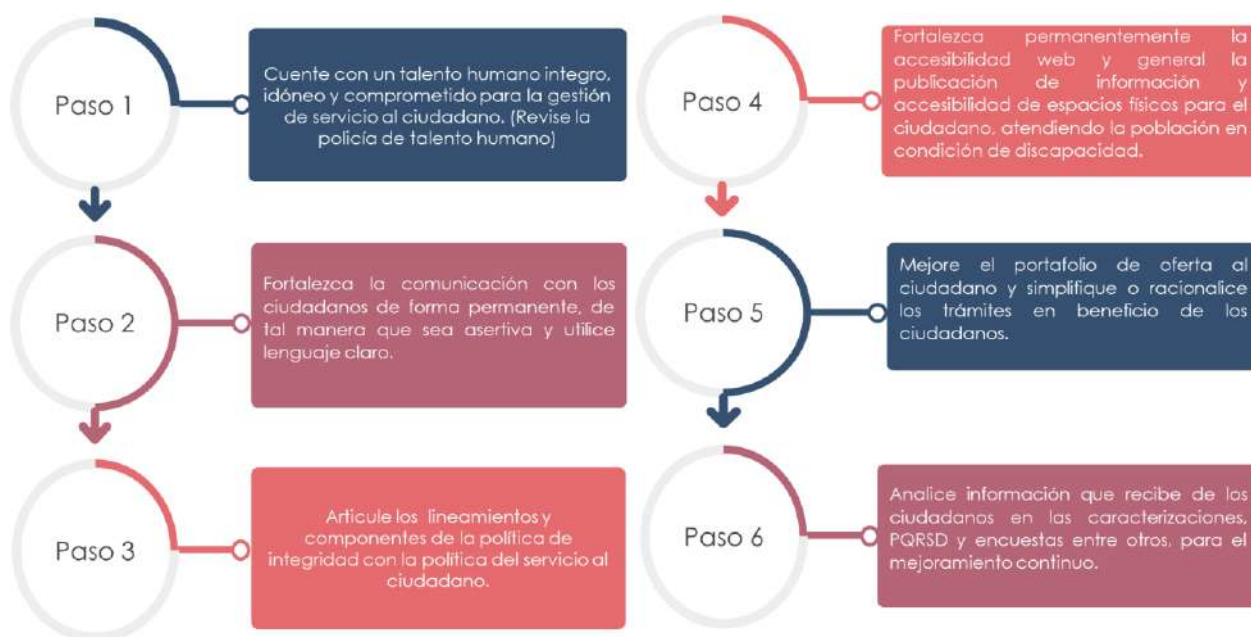 Paso 1
Cuente con un talento humano integro,
idóneo y comprometido para la gestión
de servicio al ciudadano. (Revise la
policía de talento humano)
Paso 2
Fortalezca la comunicación con los
ciudadanos de forma permanente, de
tal manera que sea asertiva y utilice
lenguaje claro.
Paso 3
Articule los lineamientos y
componentes de la política de
integridad con la política del servicio al
ciudadano.
Paso 4
Fortalezca permanentemente la
accesibilidad web y general la
publicación de información y
accesibilidad de espacios físicos para el
ciudadano, atendiendo la población en
condición de discapacidad.
Paso 5
Mejore el portafolio de oferta al
ciudadano y simplifique o racionalice
los trámites en beneficio de los
ciudadanos.
Paso 6
Analice información que recibe de los
ciudadanos en las caracterizaciones,
PQRSD y encuestas entre otros, para el
mejoramiento continuo.